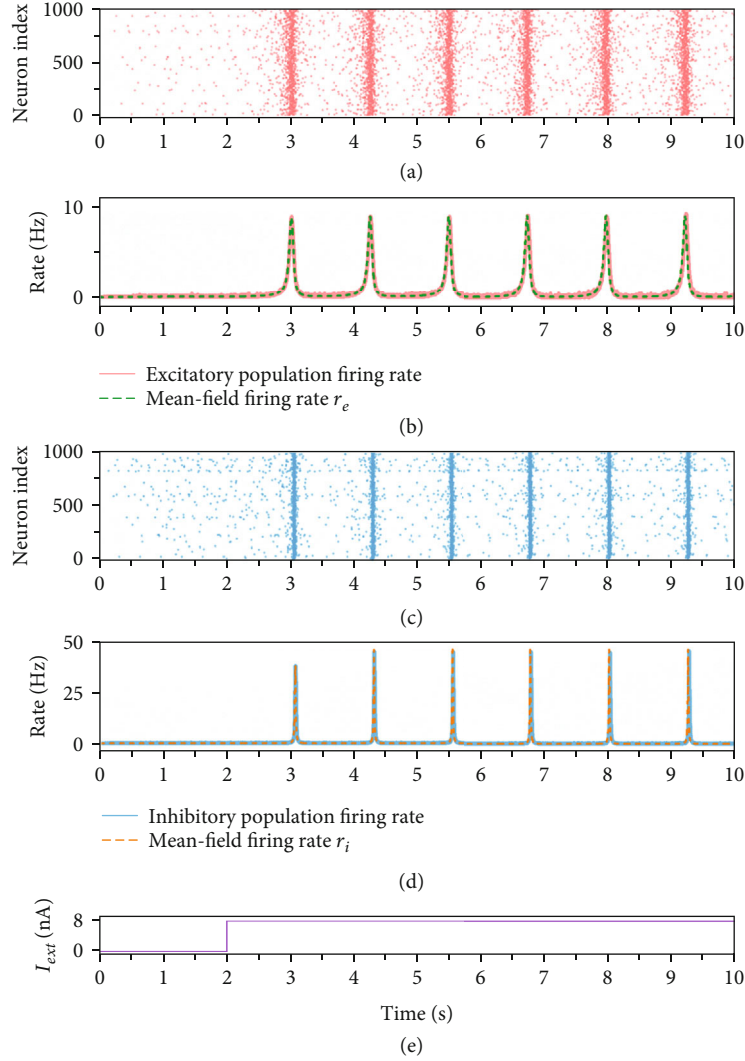 Neuron index
1000
500
0
0 1 2 3 4 5 6 7 8 9 10
(a)
Rate (Hz)
10
0
0 1 2 3 4 5 6 7 8 9 10
Excitatory population firing rate
Mean-field firing rate r_e
(b)
Neuron index
1000
500
0
0 1 2 3 4 5 6 7 8 9 10
(c)
Rate (Hz)
50
25
0
0 1 2 3 4 5 6 7 8 9 10
Inhibitory population firing rate
Mean-field firing rate r_i
(d)
I_ext (nA)
8
0
0 1 2 3 4 5 6 7 8 9 10
Time (s)
(e)